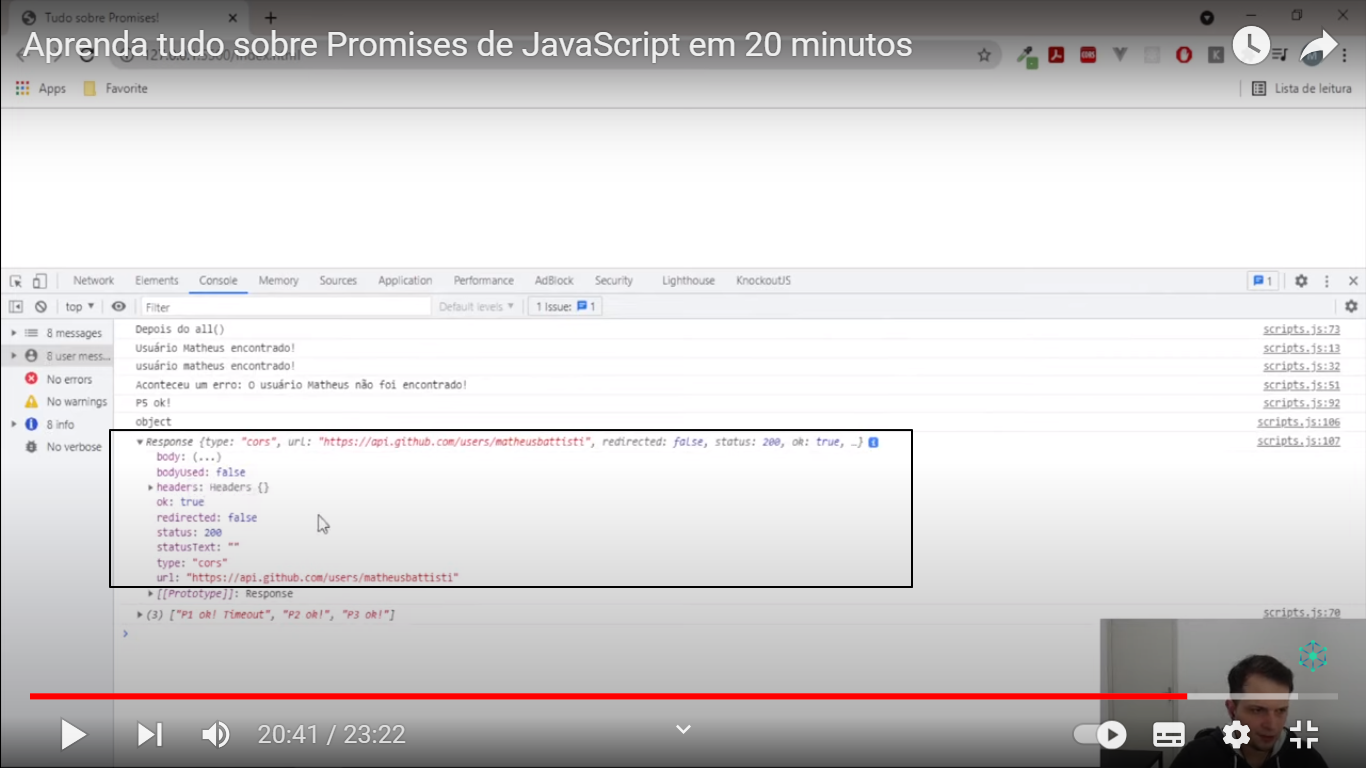 Tudo sobre Promises!
Aprenda tudo sobre Promises de JavaScript em 20 minutos
Apps
Favorite
Lista de leitura
Network Elements Console Memory Sources Application Performance AdBlock Security Lighthouse KnockoutJS 1
top Filter Default levels 1 Issue: 1
8 messages
8 user mess...
No errors
No warnings
8 info
No verbose
Depois do all() scripts.js:73
Usuário Matheus encontrado! scripts.js:13
usuário matheus encontrado! scripts.js:32
Aconteceu um erro: O usuário Matheus não foi encontrado! scripts.js:51
P5 ok! scripts.js:92
object scripts.js:106
Response {type: "cors", url: "https://api.github.com/users/matheusbattisti", redirected: false, status: 200, ok: true, …} scripts.js:107
body: (...)
bodyUsed: false
headers: Headers {}
ok: true
redirected: false
status: 200
statusText: ""
type: "cors"
url: "https://api.github.com/users/matheusbattisti"
[[Prototype]]: Response
(3) ["P1 ok! Timeout", "P2 ok!", "P3 ok!"] scripts.js:70
20:41 / 23:22